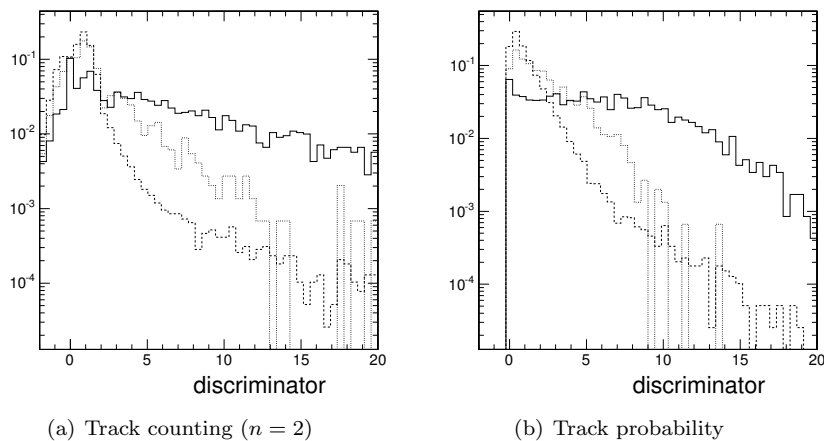 10⁻¹
10⁻²
10⁻³
10⁻⁴
0 5 10 15 20
discriminator
(a) Track counting (n = 2)
10⁻¹
10⁻²
10⁻³
10⁻⁴
0 5 10 15 20
discriminator
(b) Track probability